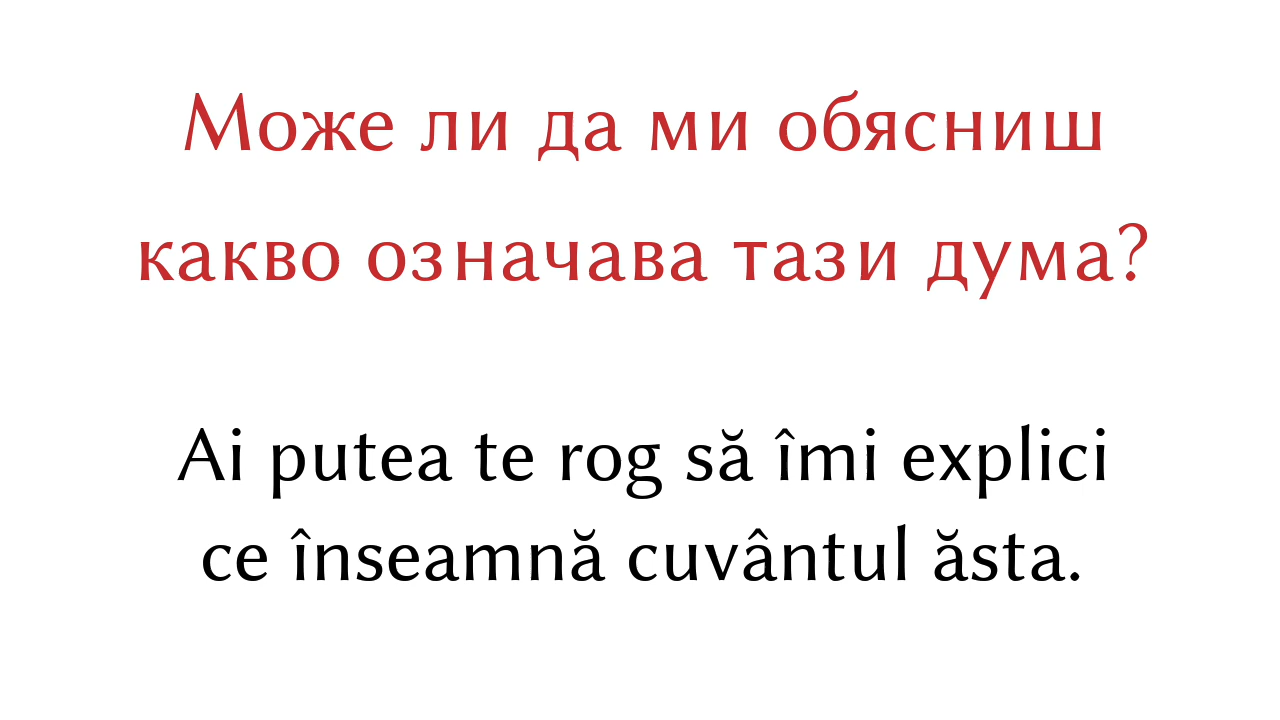 Може ли да ми обясниш
какво означава тази дума?
Ai putea te rog să îmi explici
ce înseamnă cuvântul ăsta.